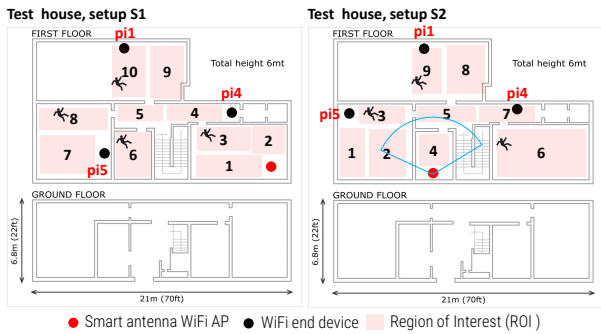 Test house, setup S1
FIRST FLOOR
pi1
10
9
Total height 6mt
8
5
4
pi4
7
pi5
6
3
2
1
GROUND FLOOR
6.8m (22ft)
21m (70ft)
Test house, setup S2
FIRST FLOOR
pi1
9
8
Total height 6mt
pi4
pi5
3
5
7
1
2
4
6
GROUND FLOOR
6.8m (22ft)
21m (70ft)
Smart antenna WiFi AP
WiFi end device
Region of Interest (ROI )